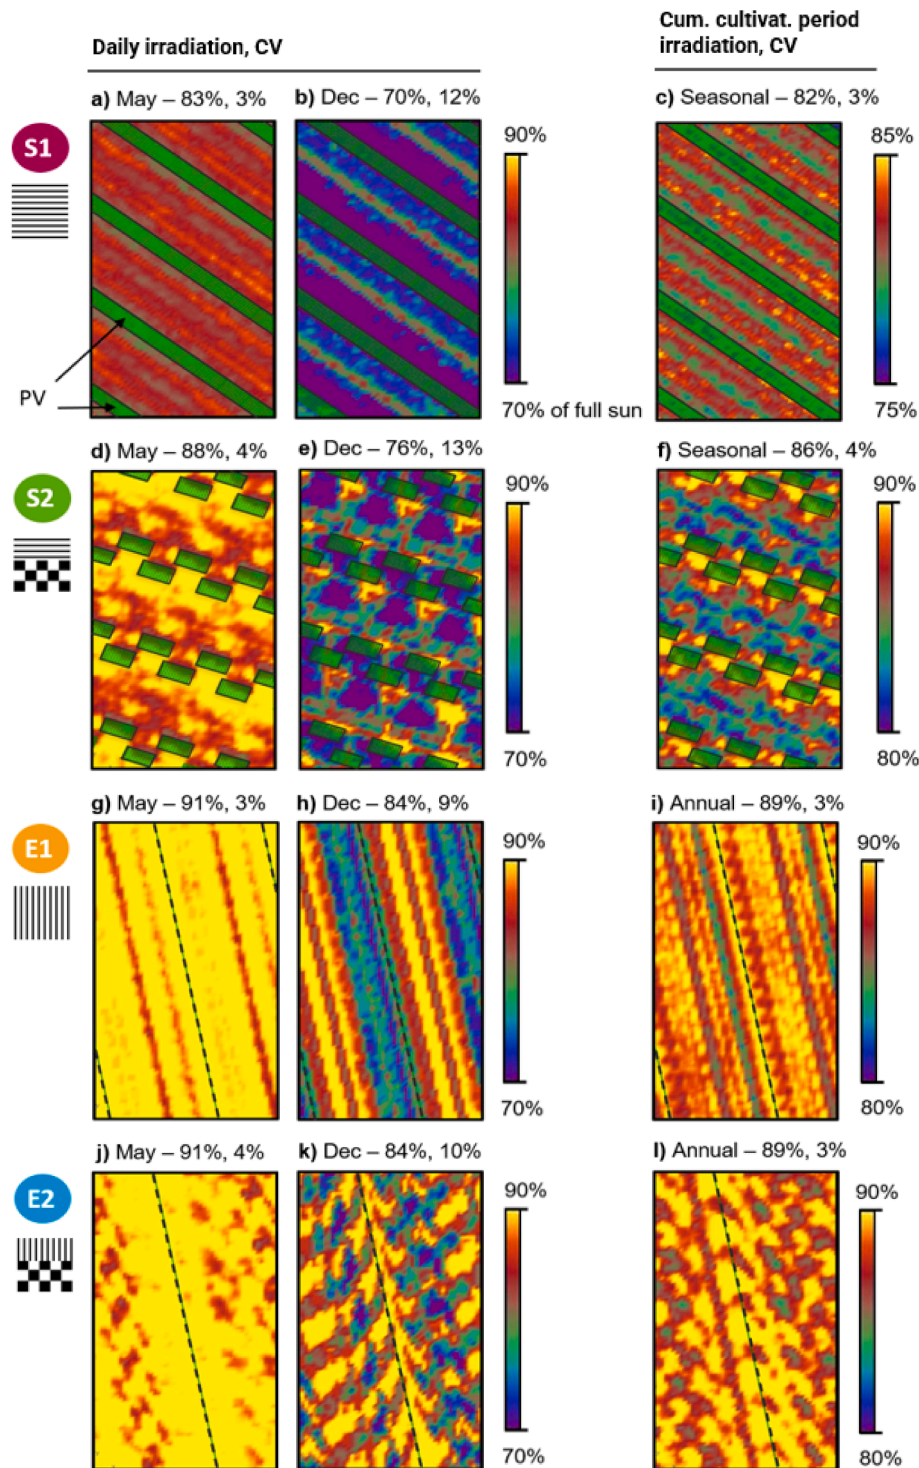 Daily irradiation, CV
Cum. cultivat. period
irradiation, CV
a) May – 83%, 3%
b) Dec – 70%, 12%
c) Seasonal – 82%, 3%
S1
90%
85%
PV
70% of full sun
75%
d) May – 88%, 4%
e) Dec – 76%, 13%
f) Seasonal – 86%, 4%
S2
90%
90%
70%
80%
g) May – 91%, 3%
h) Dec – 84%, 9%
i) Annual – 89%, 3%
E1
90%
90%
70%
80%
j) May – 91%, 4%
k) Dec – 84%, 10%
l) Annual – 89%, 3%
E2
90%
90%
70%
80%